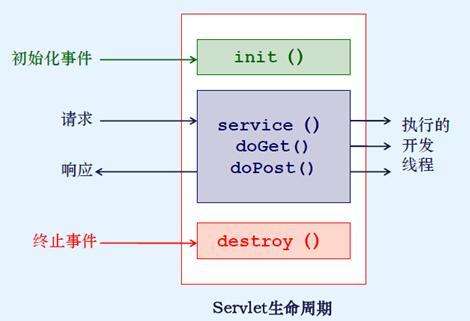 初始化事件
init ()
请求
响应
service ()
doGet()
doPost()
执行的
开发
线程
终止事件
destroy ()
Servlet生命周期